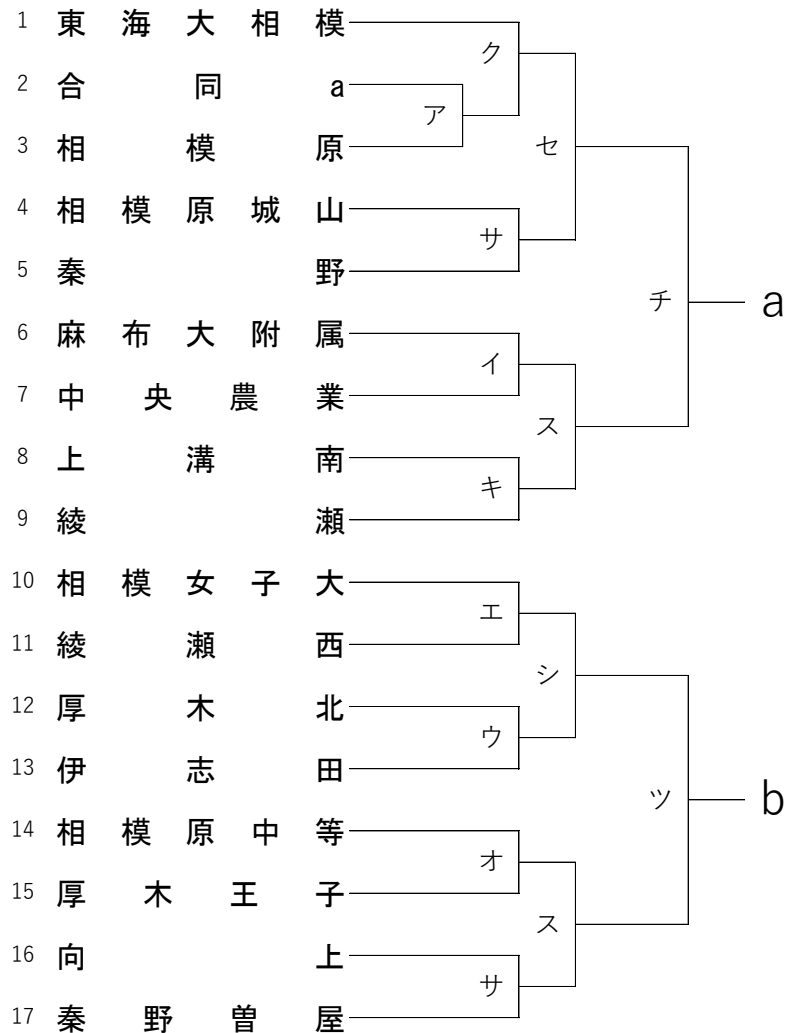 1 東海大相模
ク
2 合同a
ア
3 相模原
セ
4 相模原城山
サ
5 秦野
チ a
6 麻布大附属
イ
7 中央農業
ス
8 上溝南
キ
9 綾瀬
10 相模女子大
エ
11 綾瀬西
シ
12 厚木北
ウ
13 伊志田
ツ b
14 相模原中等
オ
15 厚木王子
ス
16 向上
サ
17 秦野曽屋